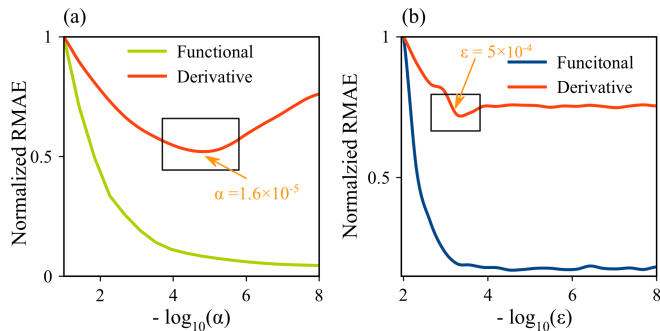 (a)
1
Functional
Derivative
0.5
α =1.6×10⁻⁵
0
2
4
6
8
Normalized RMAE
- log₁₀(α)
(b)
1
ε = 5×10⁻⁴
Funcitonal
Derivative
0.5
0
2
4
6
8
Normalzied RMAE
- log₁₀(ε)